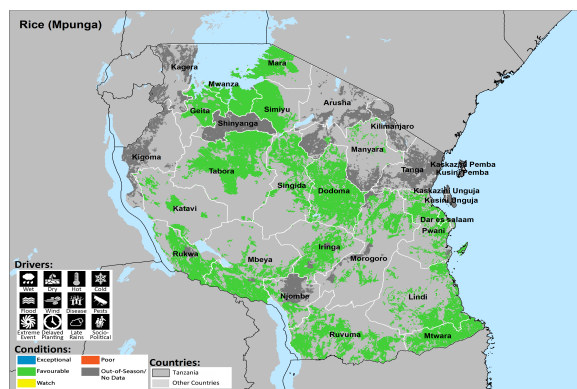 Rice (Mpunga)
Mara
Kagera
Mwanza
Geita
Simiyu
Arusha
Shinyanga
Kilimanjaro
Manyara
Kigoma
Tanga
Kaskazini Pemba
Kusini Pemba
Tabora
Singida
Dodoma
Kaskazini Unguja
Kusini Unguja
Katavi
Dar es salaam
Pwani
Iringa
Rukwa
Mbeya
Morogoro
Njombe
Lindi
Ruvuma
Mtwara
Drivers:
Wet Dry Hot Cold
Flood Wind Disease Pests
Extreme Event Delayed Planting Late Rains Socio-Political
Conditions:
Exceptional Poor
Favourable Out-of-Season/ No Data
Watch
Countries:
Tanzania
Other Countries